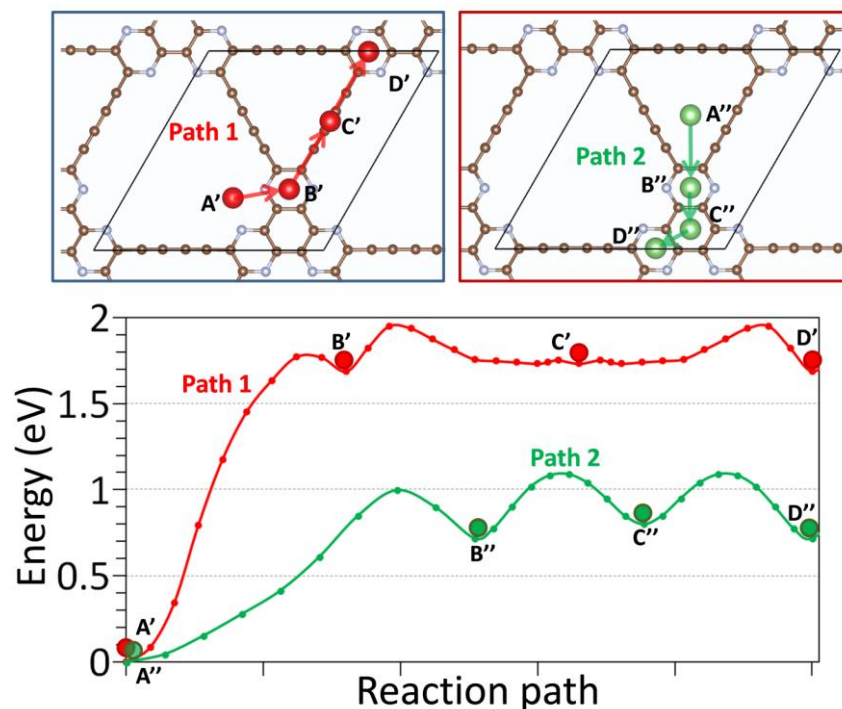 Path 1
A'
B'
C'
D'
Path 2
A''
B''
C''
D''
Energy (eV)
2
1.5
1
0.5
0
Path 1
B'
C'
D'
Path 2
B''
C''
D''
A'
A''
Reaction path